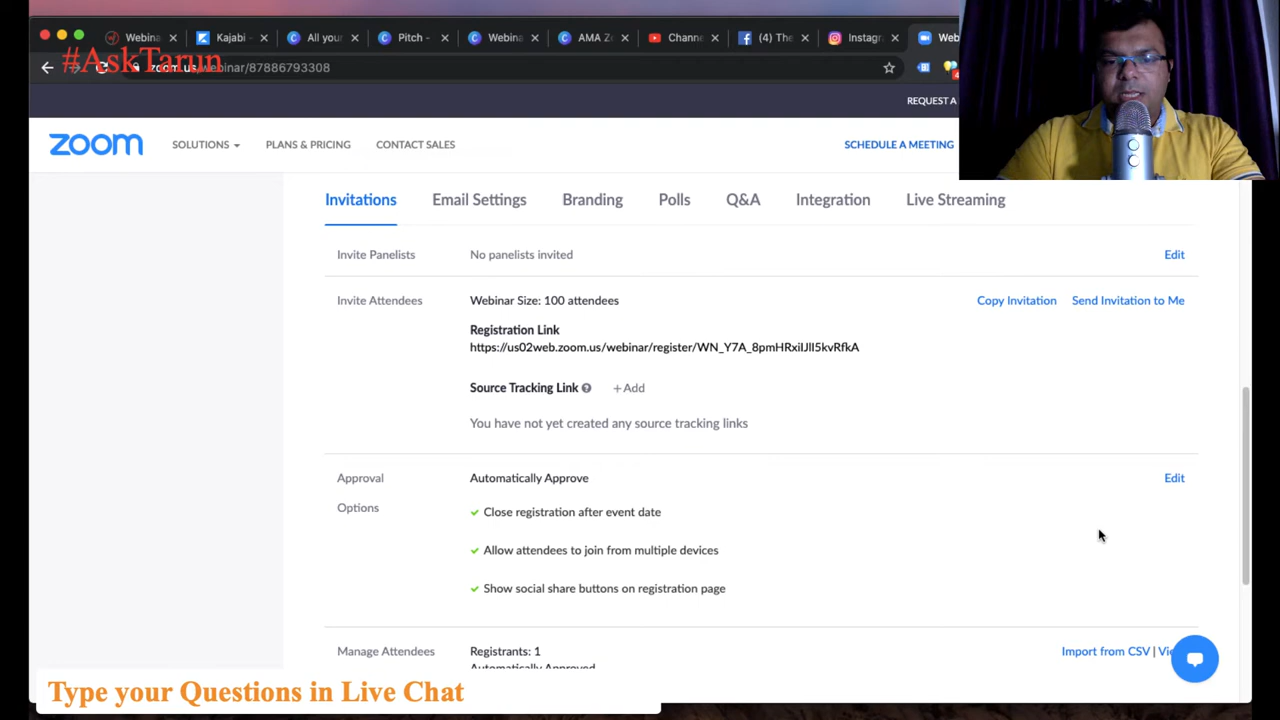 Webina
Kajabi -
All your
Pitch -
Webina
AMA Z
Channe
(4) The
Instagr
Web
#AskTarun
zoom.us/webinar/87886793308
REQUEST A
zoom
SOLUTIONS
PLANS & PRICING
CONTACT SALES
SCHEDULE A MEETING
Invitations
Email Settings
Branding
Polls
Q&A
Integration
Live Streaming
Invite Panelists
No panelists invited
Edit
Invite Attendees
Webinar Size: 100 attendees
Copy Invitation
Send Invitation to Me
Registration Link
https://us02web.zoom.us/webinar/register/WN_Y7A_8pmHRxiIJlI5kvRfkA
Source Tracking Link ? + Add
You have not yet created any source tracking links
Approval
Automatically Approve
Edit
Options
Close registration after event date
Allow attendees to join from multiple devices
Show social share buttons on registration page
Manage Attendees
Registrants: 1
Import from CSV | Vie
Automatically Approved
Type your Questions in Live Chat